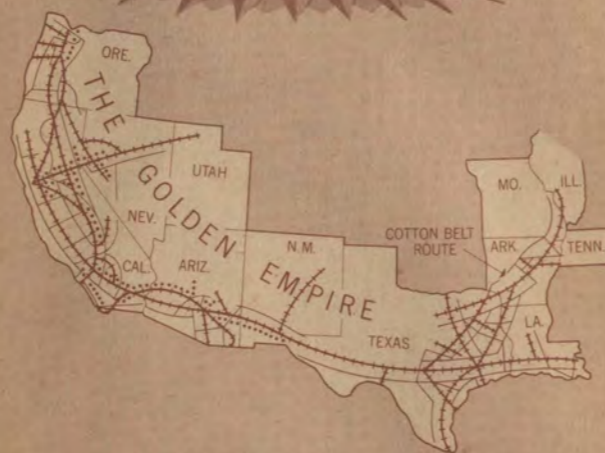 ORE.
THE
GOLDEN
EMPIRE
UTAH
NEV.
CAL.
ARIZ.
N.M.
TEXAS
COTTON BELT
ROUTE
MO.
ILL.
ARK.
TENN.
LA.